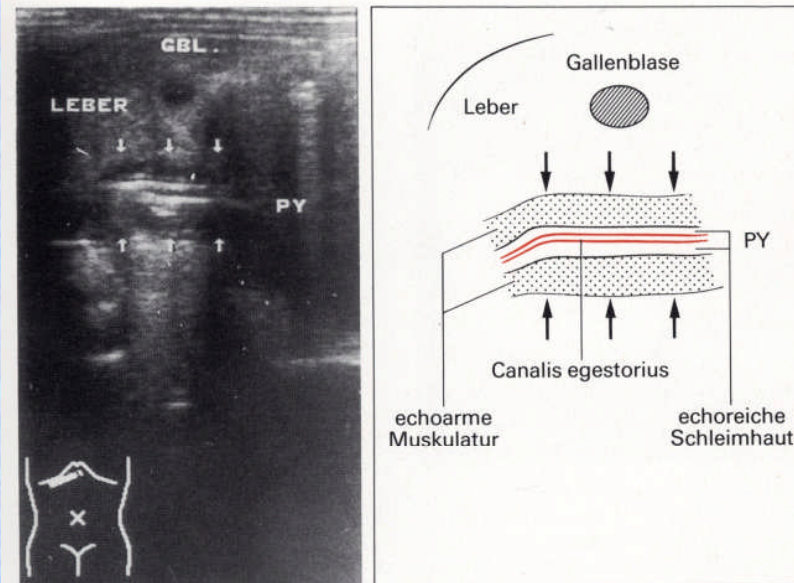 GBL.
LEBER
PY
Gallenblase
Leber
PY
Canalis egestorius
echoarme
Muskulatur
echoreiche
Schleimhaut